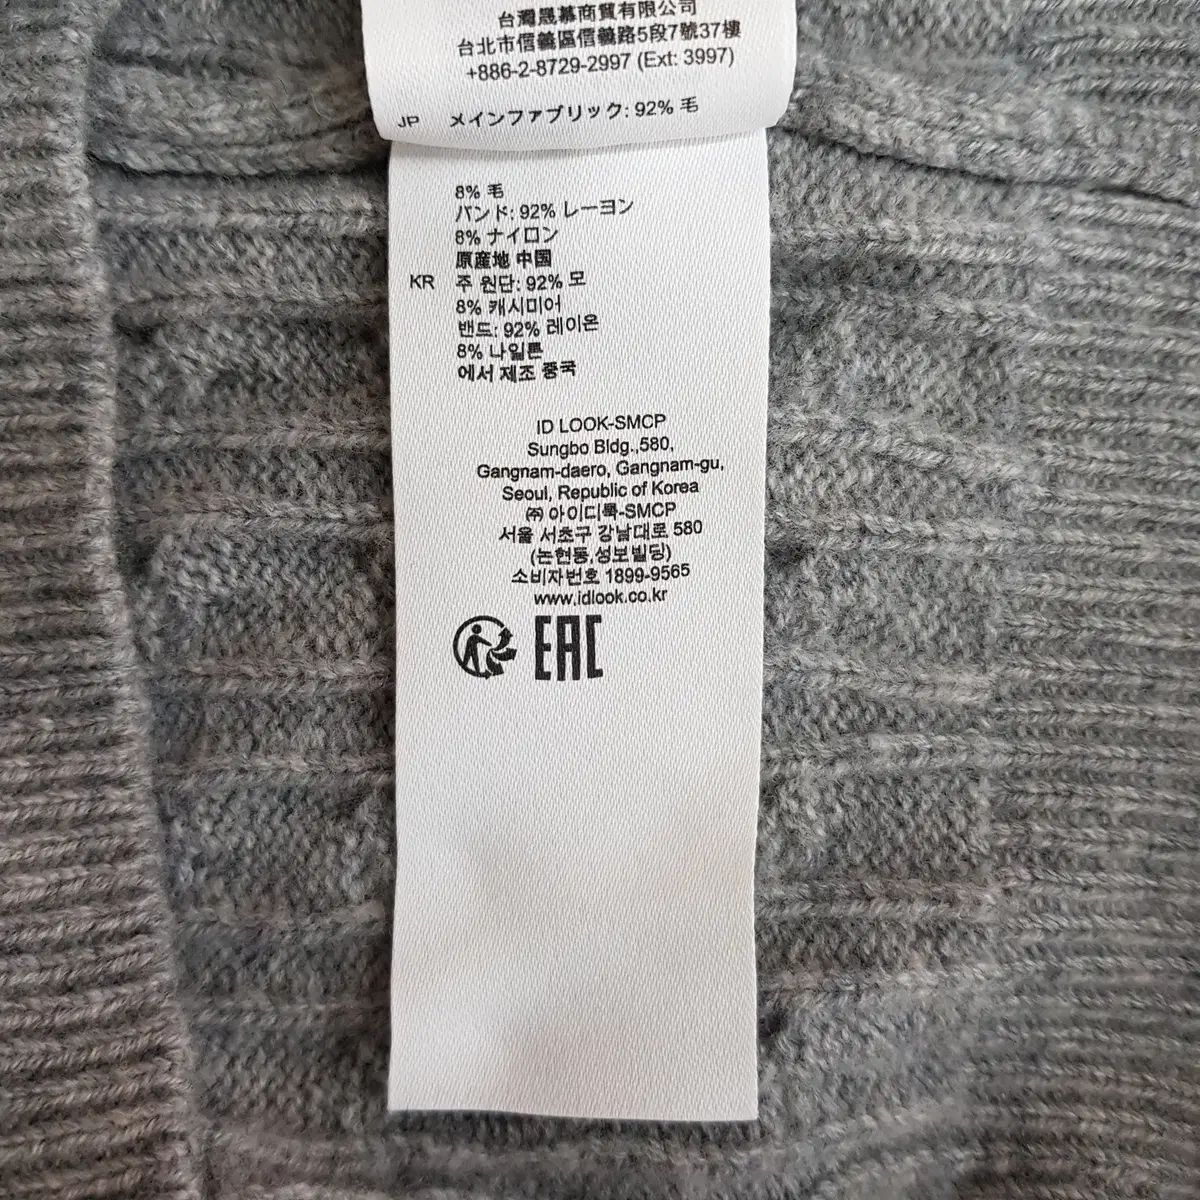 台灣晟幕商貿有限公司
台北市信義區信義路5段7號37樓
+886-2-8729-2997 (Ext: 3997)
JP メインファブリック: 92% 毛
8% 毛
バンド: 92% レーヨン
8% ナイロン
原産地 中国
KR 주 원단: 92% 모
8% 캐시미어
밴드: 92% 레이온
8% 나일론
에서 제조 중국
ID LOOK-SMCP
Sungbo Bldg.,580,
Gangnam-daero, Gangnam-gu,
Seoul, Republic of Korea
㈜ 아이디룩-SMCP
서울 서초구 강남대로 580
(논현동,성보빌딩)
소비자번호 1899-9565
www.idlook.co.kr
EAC